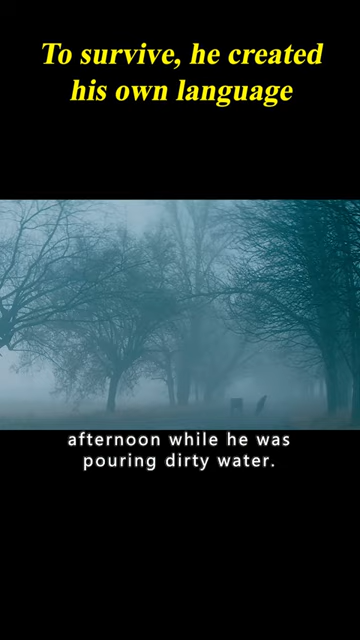 To survive, he created
his own language
afternoon while he was
pouring dirty water.